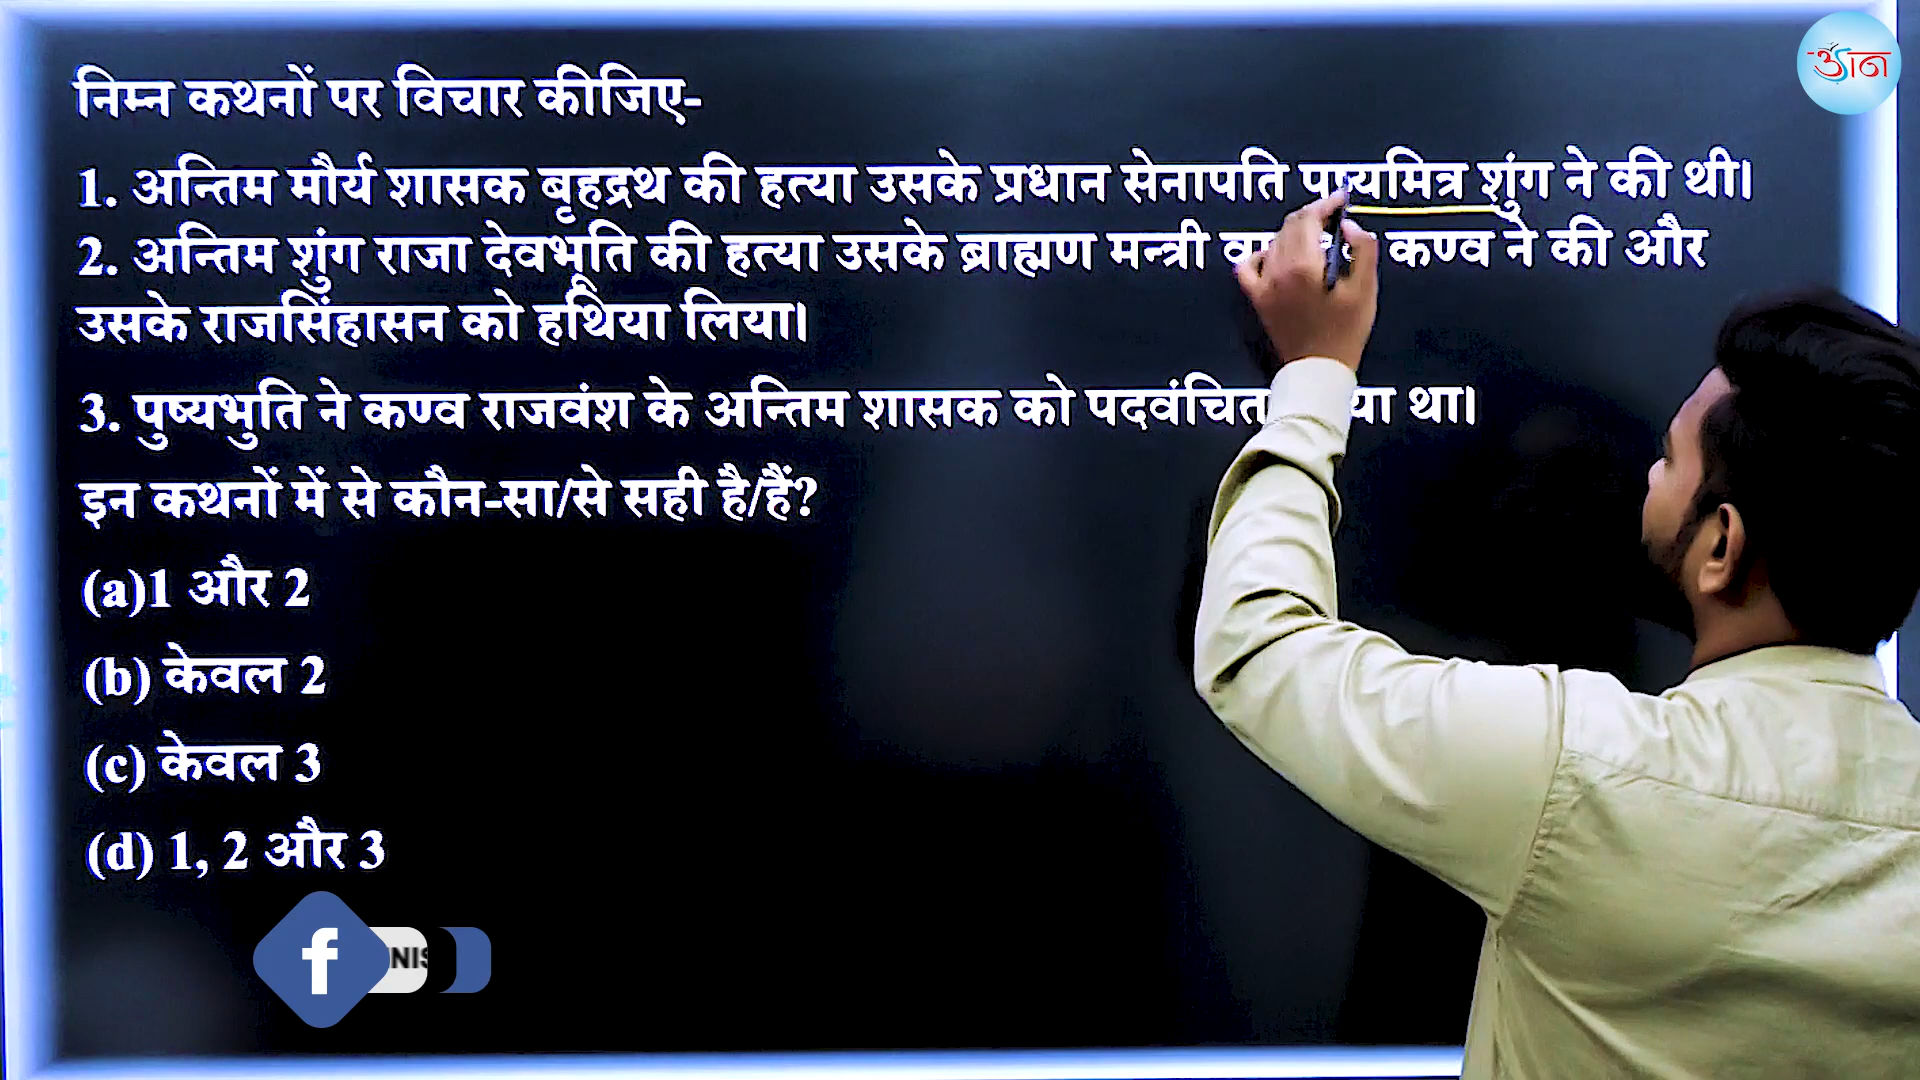 निम्न कथनों पर विचार कीजिए-
1. अन्तिम मौर्य शासक बृहद्रथ की हत्या उसके प्रधान सेनापति शुंग ने की थी।
2. अन्तिम शुंग राजा देवभूति की हत्या उसके ब्राह्मण मन्त्री कण्व ने की और
उसके राजसिंहासन को हथिया लिया।
3. पुष्यभुति ने कण्व राजवंश के अन्तिम शासक को पदवंचित था।
इन कथनों में से कौन-सा/से सही है/हैं?
(a)1 और 2
(b) केवल 2
(c) केवल 3
(d) 1, 2 और 3
f